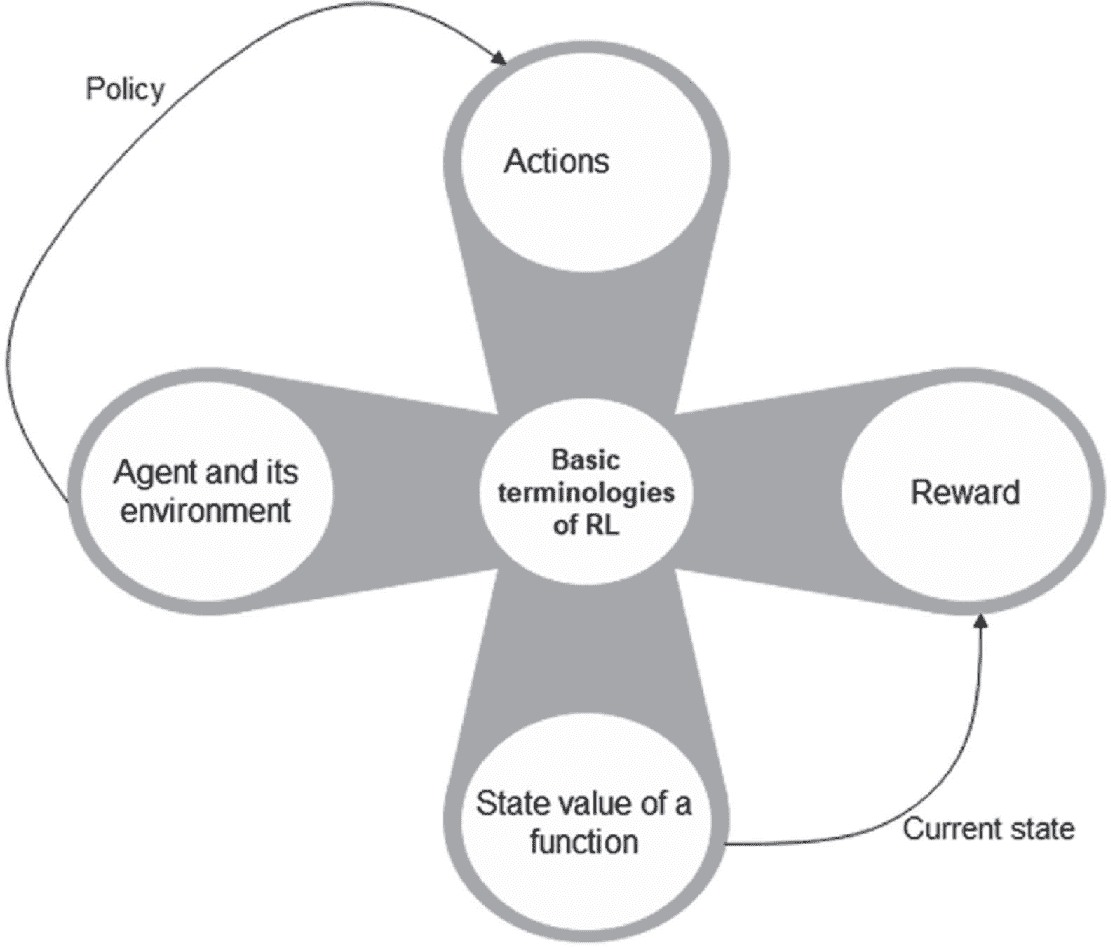 Policy
Actions
Agent and its
environment
Basic
terminologies
of RL
Reward
State value of a
function
Current state